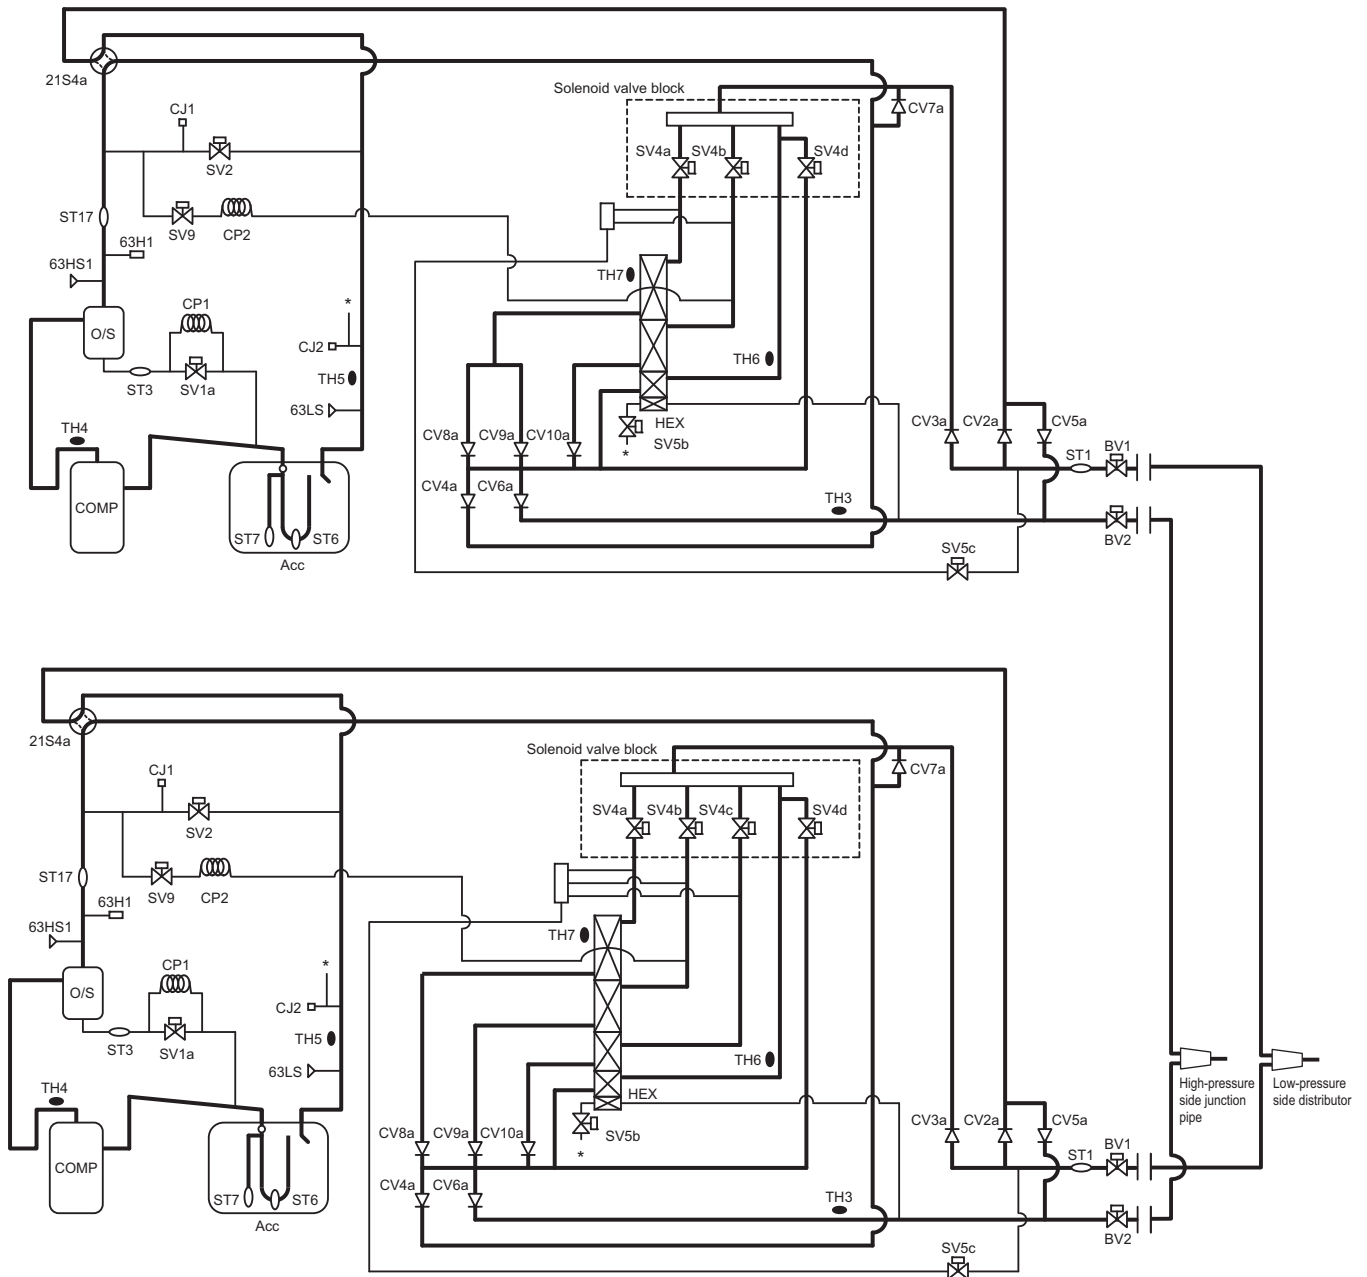 21S4a
CJ1
SV2
ST17
SV9
CP2
63H1
63HS1
O/S
CP1
ST3
SV1a
*
CJ2
TH5
63LS
TH4
COMP
ST7
ST6
Acc
Solenoid valve block
SV4a
SV4b
SV4d
CV7a
TH7
TH6
HEX
SV5b
*
CV8a
CV9a
CV10a
CV4a
CV6a
TH3
CV3a
CV2a
CV5a
ST1
BV1
BV2
SV5c
21S4a
CJ1
SV2
ST17
SV9
CP2
63H1
63HS1
O/S
CP1
ST3
SV1a
*
CJ2
TH5
63LS
TH4
COMP
ST7
ST6
Acc
Solenoid valve block
SV4a
SV4b
SV4c
SV4d
CV7a
TH7
TH6
HEX
SV5b
*
CV8a
CV9a
CV10a
CV4a
CV6a
TH3
CV3a
CV2a
CV5a
ST1
BV1
BV2
SV5c
High-pressure
side junction
pipe
Low-pressure
side distributor